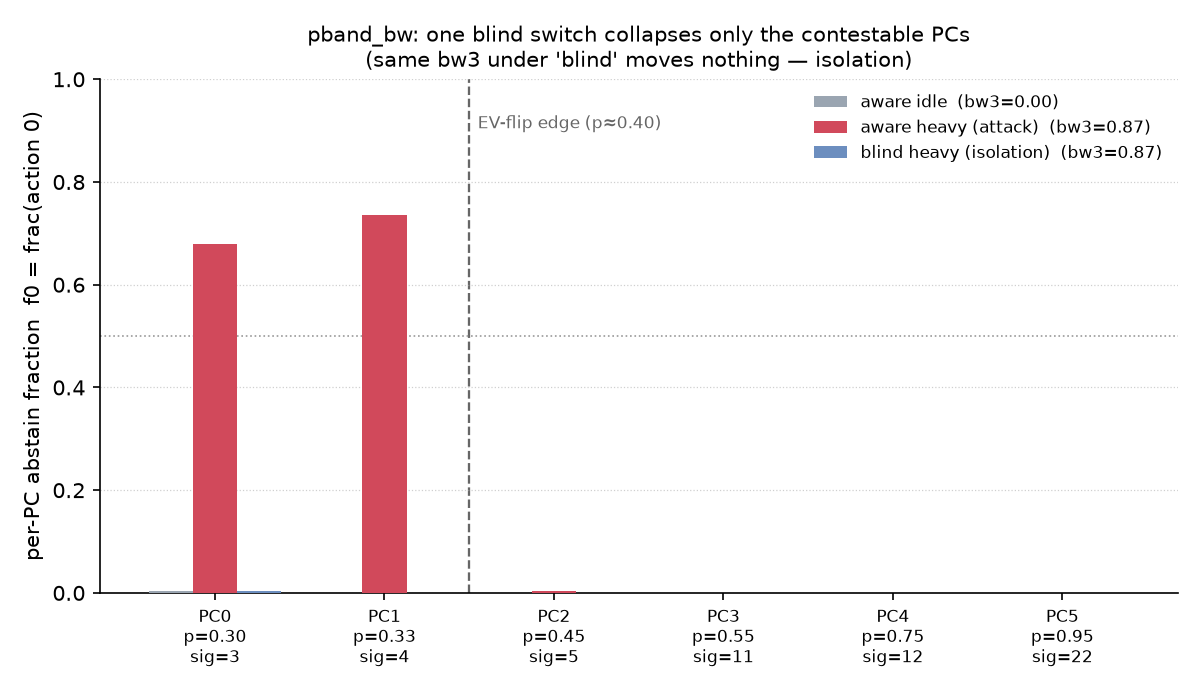 pband_bw: one blind switch collapses only the contestable PCs
(same bw3 under 'blind' moves nothing — isolation)
per-PC abstain fraction f0 = frac(action 0)
1.0
0.8
0.6
0.4
0.2
0.0
EV-flip edge (p≈0.40)
aware idle (bw3=0.00)
aware heavy (attack) (bw3=0.87)
blind heavy (isolation) (bw3=0.87)
PC0
p=0.30
sig=3
PC1
p=0.33
sig=4
PC2
p=0.45
sig=5
PC3
p=0.55
sig=11
PC4
p=0.75
sig=12
PC5
p=0.95
sig=22